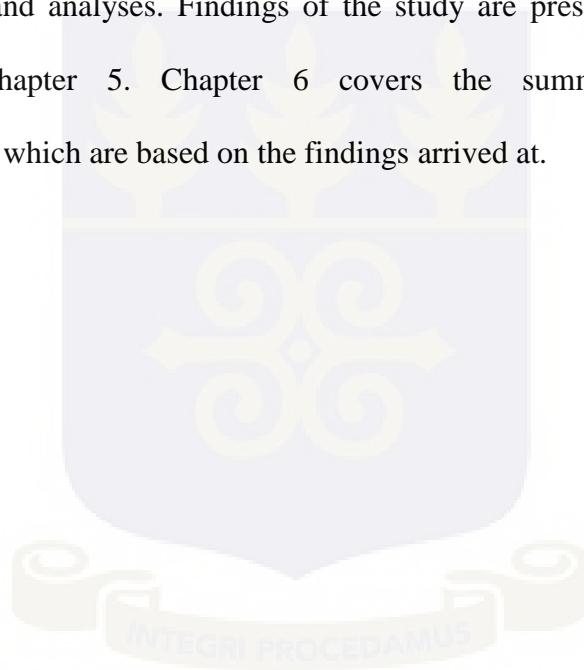 and analyses. Findings of the study are pres
hapter 5. Chapter 6 covers the summ
which are based on the findings arrived at.
INTEGRI PROCEDAMUS